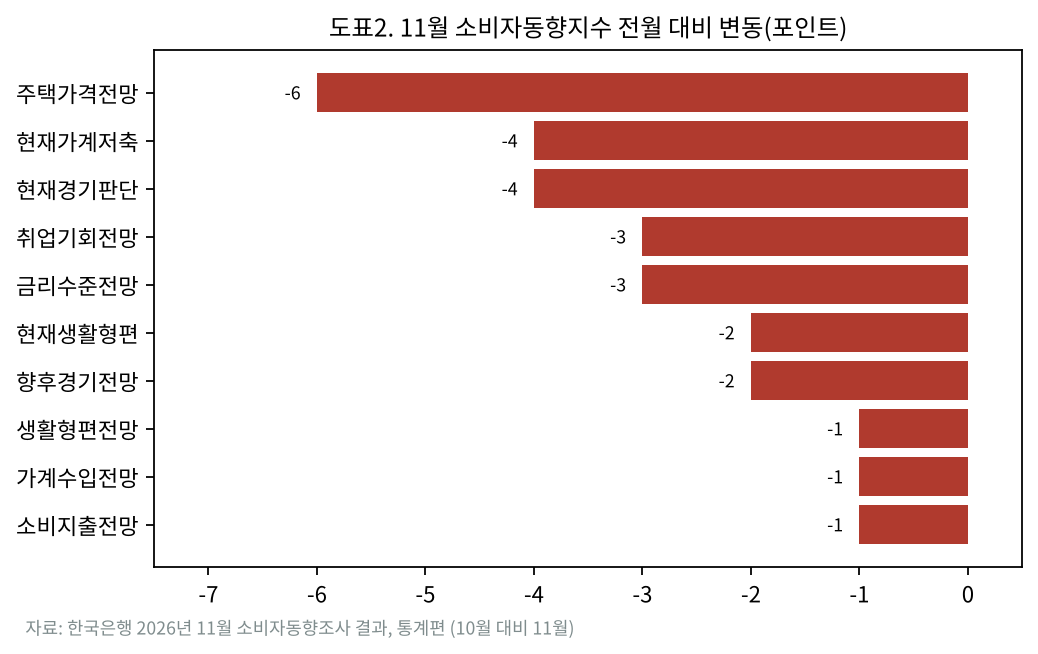 도표2. 11월 소비자동향지수 전월 대비 변동(포인트)
주택가격전망 -6
현재가계저축 -4
현재경기판단 -4
취업기회전망 -3
금리수준전망 -3
현재생활형편 -2
향후경기전망 -2
생활형편전망 -1
가계수입전망 -1
소비지출전망 -1
-7 -6 -5 -4 -3 -2 -1 0
자료: 한국은행 2026년 11월 소비자동향조사 결과, 통계편 (10월 대비 11월)